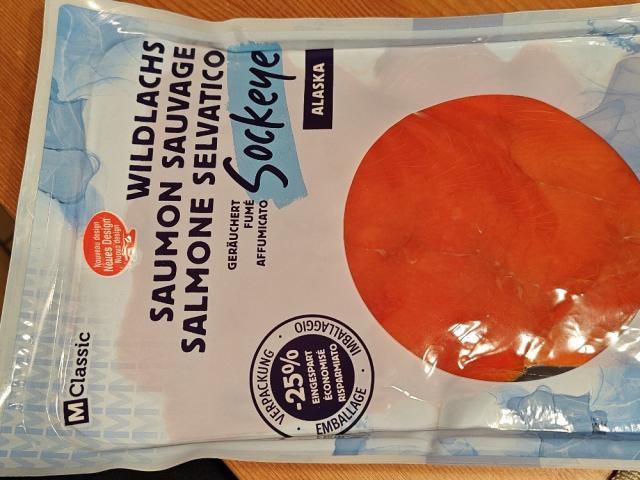 M Classic
Nouveau design
Neues Design
Nuovo design
WILDLACHS
SAUMON SAUVAGE
SALMONE SELVATICO
GERÄUCHERT
FUMÉ
AFFUMICATO
Sockeye
ALASKA
VERPACKUNG · IMBALLAGGIO · EMBALLAGE ·
-25%
EINGESPART
ÉCONOMISÉ
RISPARMIATO